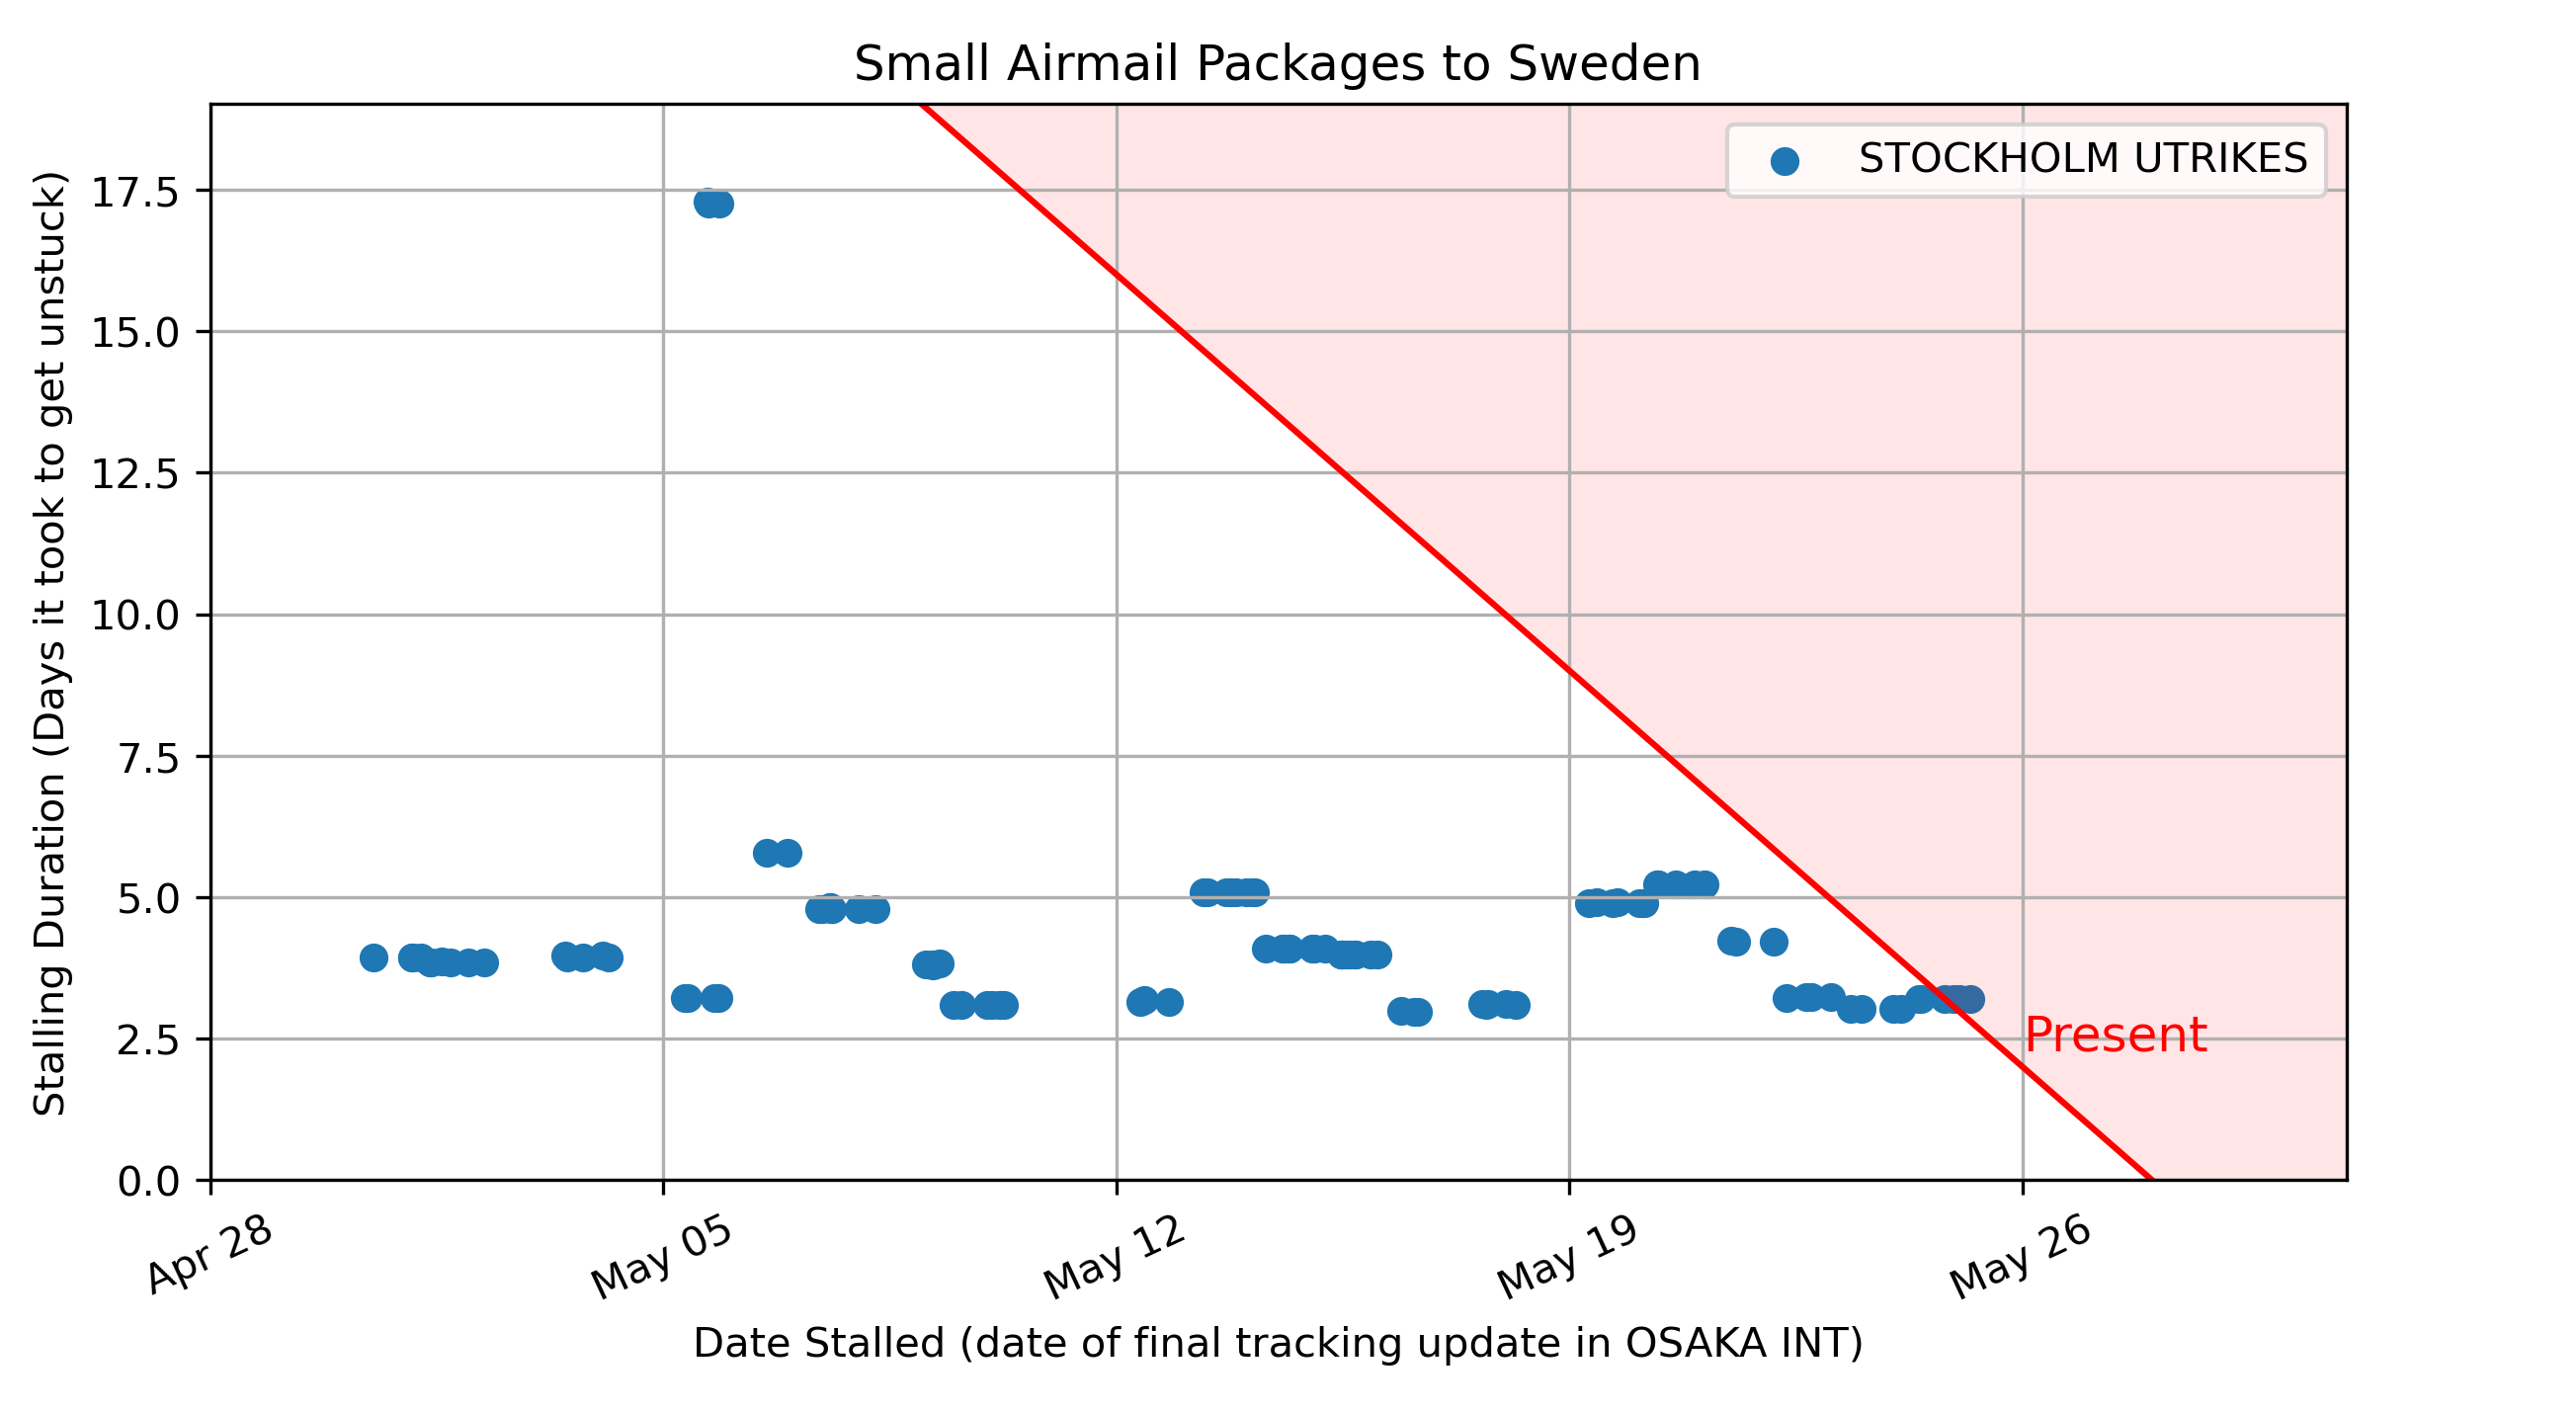 Small Airmail Packages to Sweden
STOCKHOLM UTRIKES
Stalling Duration (Days it took to get unstuck)
17.5
15.0
12.5
10.0
7.5
5.0
2.5
0.0
Present
Apr 28
May 05
May 12
May 19
May 26
Date Stalled (date of final tracking update in OSAKA INT)